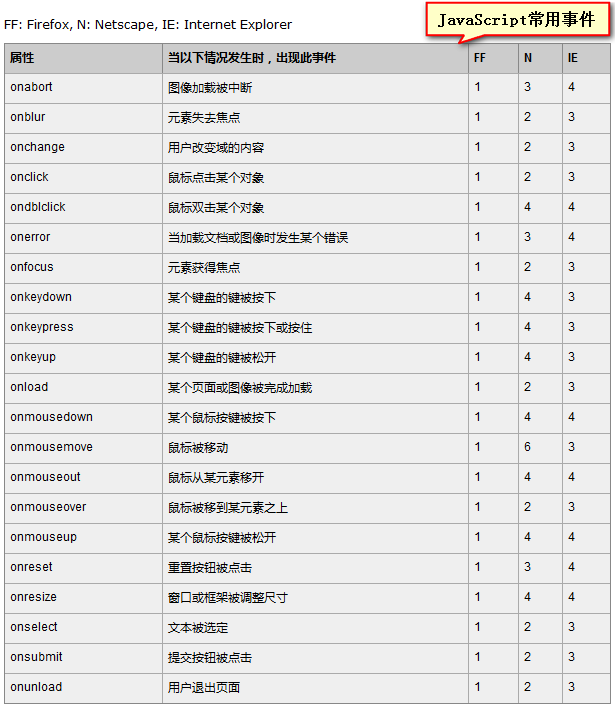 JavaScript常用事件
FF: Firefox, N: Netscape, IE: Internet Explorer
属性 当以下情况发生时，出现此事件 FF N IE
onabort 图像加载被中断 1 3 4
onblur 元素失去焦点 1 2 3
onchange 用户改变域的内容 1 2 3
onclick 鼠标点击某个对象 1 2 3
ondblclick 鼠标双击某个对象 1 4 4
onerror 当加载文档或图像时发生某个错误 1 3 4
onfocus 元素获得焦点 1 2 3
onkeydown 某个键盘的键被按下 1 4 3
onkeypress 某个键盘的键被按下或按住 1 4 3
onkeyup 某个键盘的键被松开 1 4 3
onload 某个页面或图像被完成加载 1 2 3
onmousedown 某个鼠标按键被按下 1 4 4
onmousemove 鼠标被移动 1 6 3
onmouseout 鼠标从某元素移开 1 4 4
onmouseover 鼠标被移到某元素之上 1 2 3
onmouseup 某个鼠标按键被松开 1 4 4
onreset 重置按钮被点击 1 3 4
onresize 窗口或框架被调整尺寸 1 4 4
onselect 文本被选定 1 2 3
onsubmit 提交按钮被点击 1 2 3
onunload 用户退出页面 1 2 3